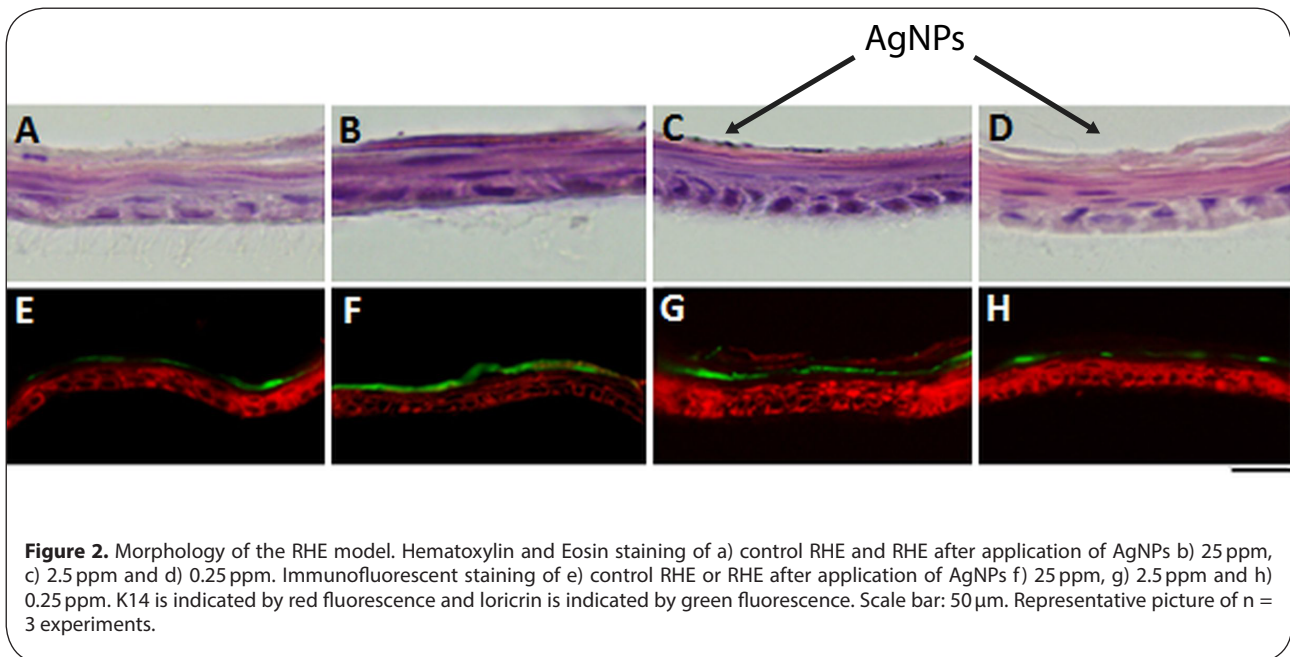 AgNPs
A
B
C
D
E
F
G
H
Figure 2. Morphology of the RHE model. Hematoxylin and Eosin staining of a) control RHE and RHE after application of AgNPs b) 25 ppm,
c) 2.5 ppm and d) 0.25 ppm. Immunofluorescent staining of e) control RHE or RHE after application of AgNPs f) 25 ppm, g) 2.5 ppm and h)
0.25 ppm. K14 is indicated by red fluorescence and loricrin is indicated by green fluorescence. Scale bar: 50 μm. Representative picture of n =
3 experiments.